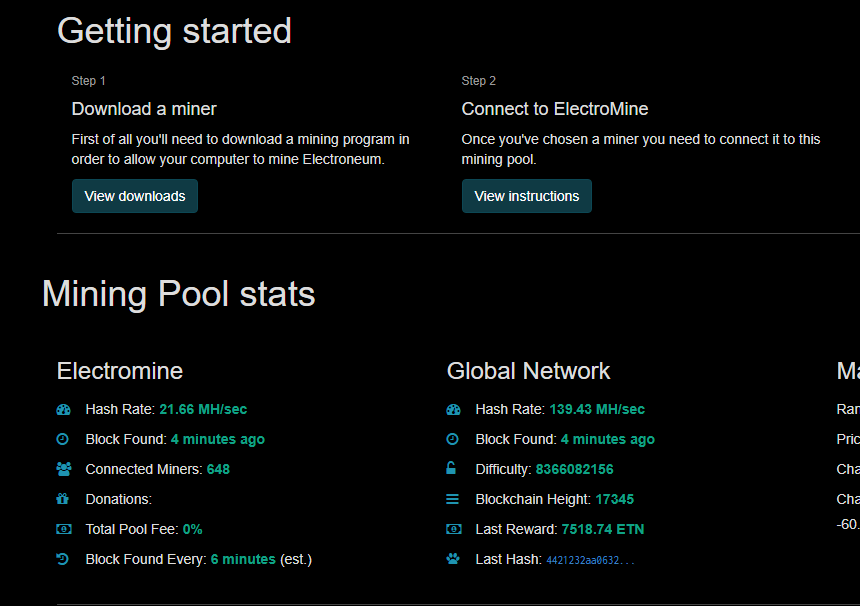 Getting started
Step 1
Download a miner
First of all you'll need to download a mining program in
order to allow your computer to mine Electroneum.
View downloads
Step 2
Connect to ElectroMine
Once you've chosen a miner you need to connect it to this
mining pool.
View instructions
Mining Pool stats
Electromine
Hash Rate: 21.66 MH/sec
Block Found: 4 minutes ago
Connected Miners: 648
Donations:
Total Pool Fee: 0%
Block Found Every: 6 minutes (est.)
Global Network
Hash Rate: 139.43 MH/sec
Block Found: 4 minutes ago
Difficulty: 8366082156
Blockchain Height: 17345
Last Reward: 7518.74 ETN
Last Hash: 4421232aa0632...
Ma
Ran
Pric
Cha
Cha
-60.